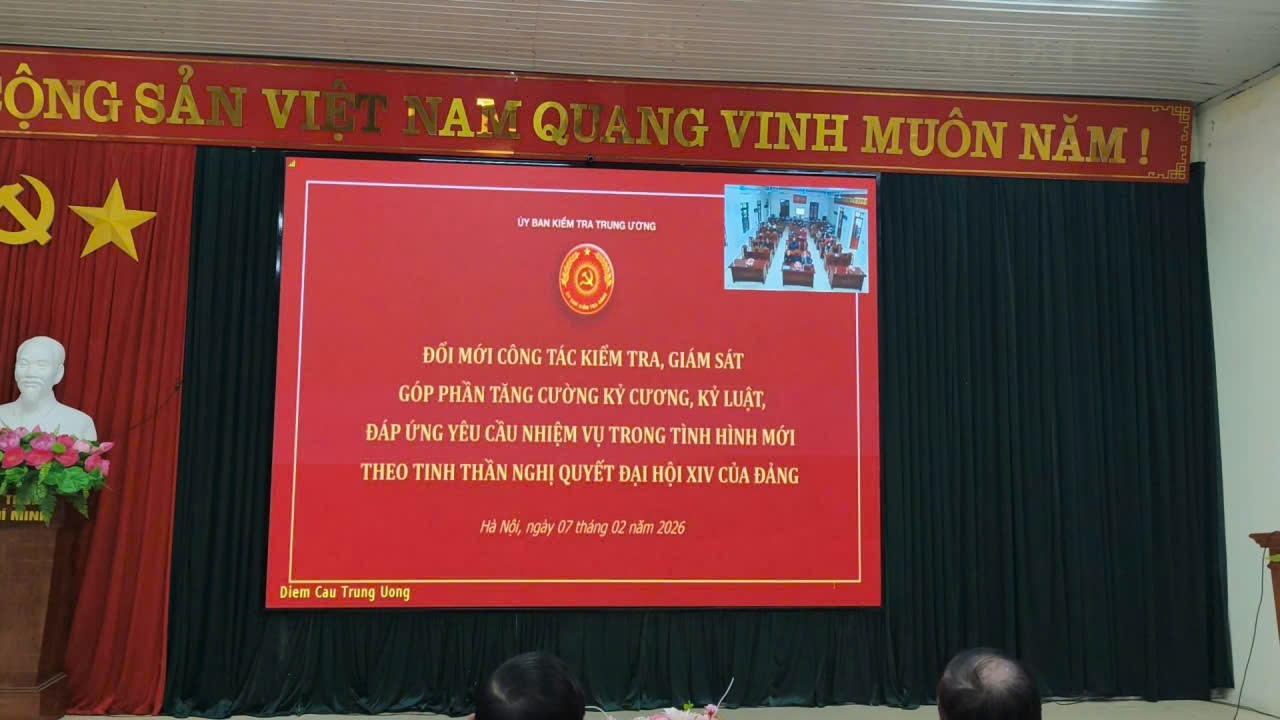 CỘNG SẢN VIỆT NAM QUANG VINH MUÔN NĂM !
ỦY BAN KIỂM TRA TRUNG ƯƠNG
ĐỔI MỚI CÔNG TÁC KIỂM TRA, GIÁM SÁT
GÓP PHẦN TĂNG CƯỜNG KỶ CƯƠNG, KỶ LUẬT,
ĐÁP ỨNG YÊU CẦU NHIỆM VỤ TRONG TÌNH HÌNH MỚI
THEO TINH THẦN NGHỊ QUYẾT ĐẠI HỘI XIV CỦA ĐẢNG
Hà Nội, ngày 07 tháng 02 năm 2026
Diem Cau Trung Uong
MINH